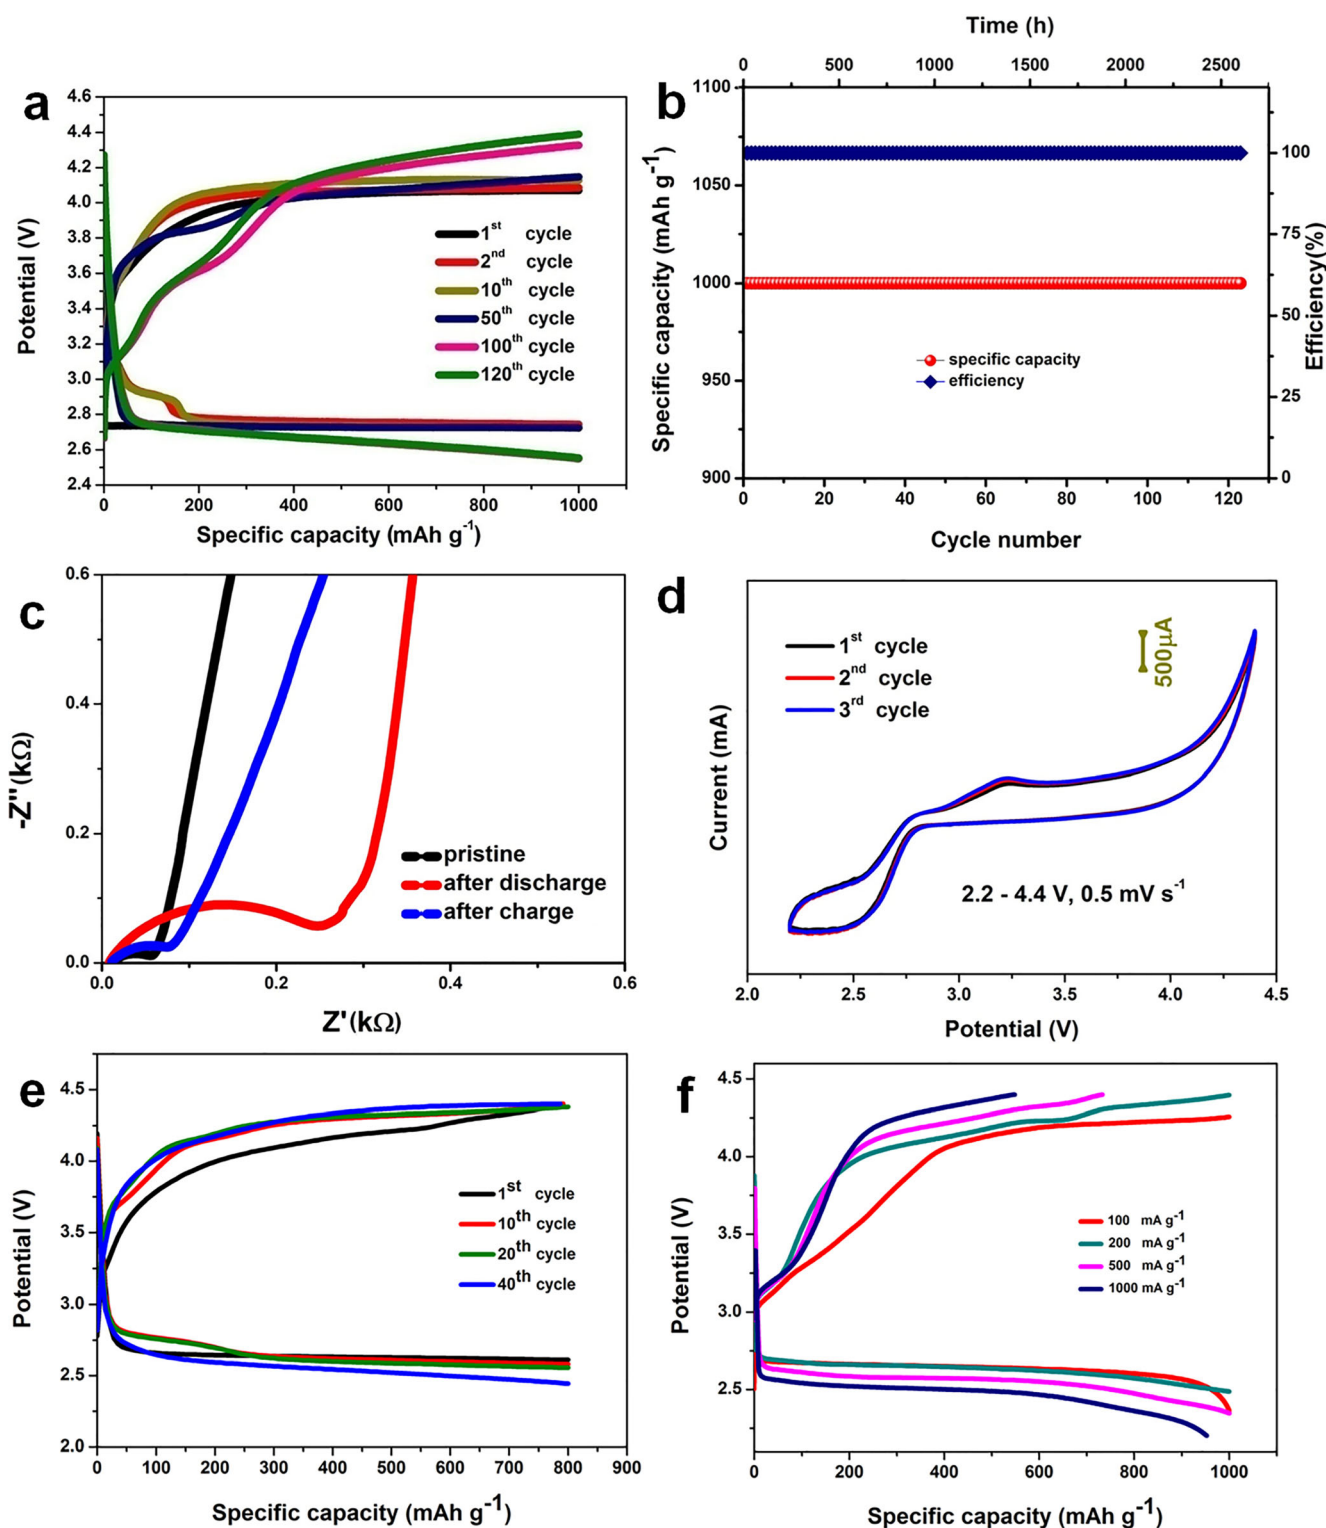 a
4.6
4.4
4.2
4.0
3.8
3.6
3.4
3.2
3.0
2.8
2.6
2.4
Potential (V)
1st cycle
2nd cycle
10th cycle
50th cycle
100th cycle
120th cycle
0 200 400 600 800 1000
Specific capacity (mAh g-1)
b
Time (h)
0 500 1000 1500 2000 2500
1100
1050
1000
950
900
Specific capacity (mAh g-1)
100
75
50
25
0
Efficiency(%)
specific capacity
efficiency
0 20 40 60 80 100 120
Cycle number
c
0.6
0.4
0.2
0.0
-Z''(kΩ)
pristine
after discharge
after charge
0.0 0.2 0.4 0.6
Z'(kΩ)
d
500μA
1st cycle
2nd cycle
3rd cycle
Current (mA)
2.2 - 4.4 V, 0.5 mV s-1
2.0 2.5 3.0 3.5 4.0 4.5
Potential (V)
e
4.5
4.0
3.5
3.0
2.5
2.0
Potential (V)
1st cycle
10th cycle
20th cycle
40th cycle
0 100 200 300 400 500 600 700 800 900
Specific capacity (mAh g-1)
f
4.5
4.0
3.5
3.0
2.5
Potential (V)
100 mA g-1
200 mA g-1
500 mA g-1
1000 mA g-1
0 200 400 600 800 1000
Specific capacity (mAh g-1)